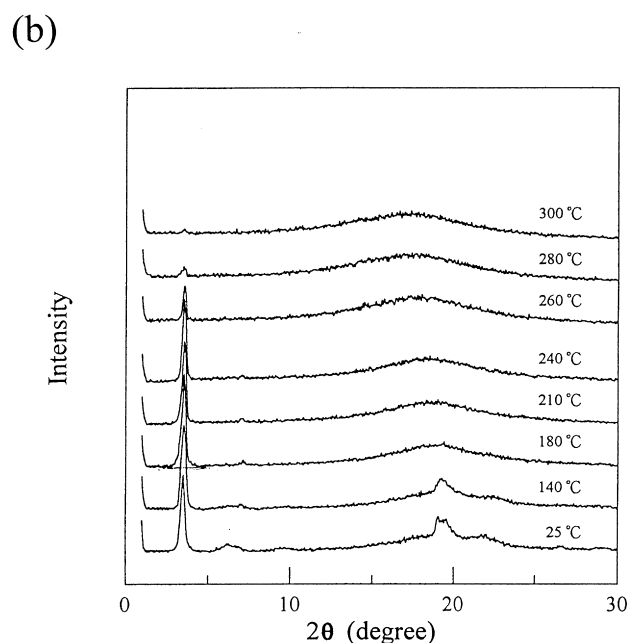 (b)
300 ℃
280 ℃
260 ℃
240 ℃
210 ℃
180 ℃
140 ℃
25 ℃
Intensity
0 10 20 30
2θ (degree)